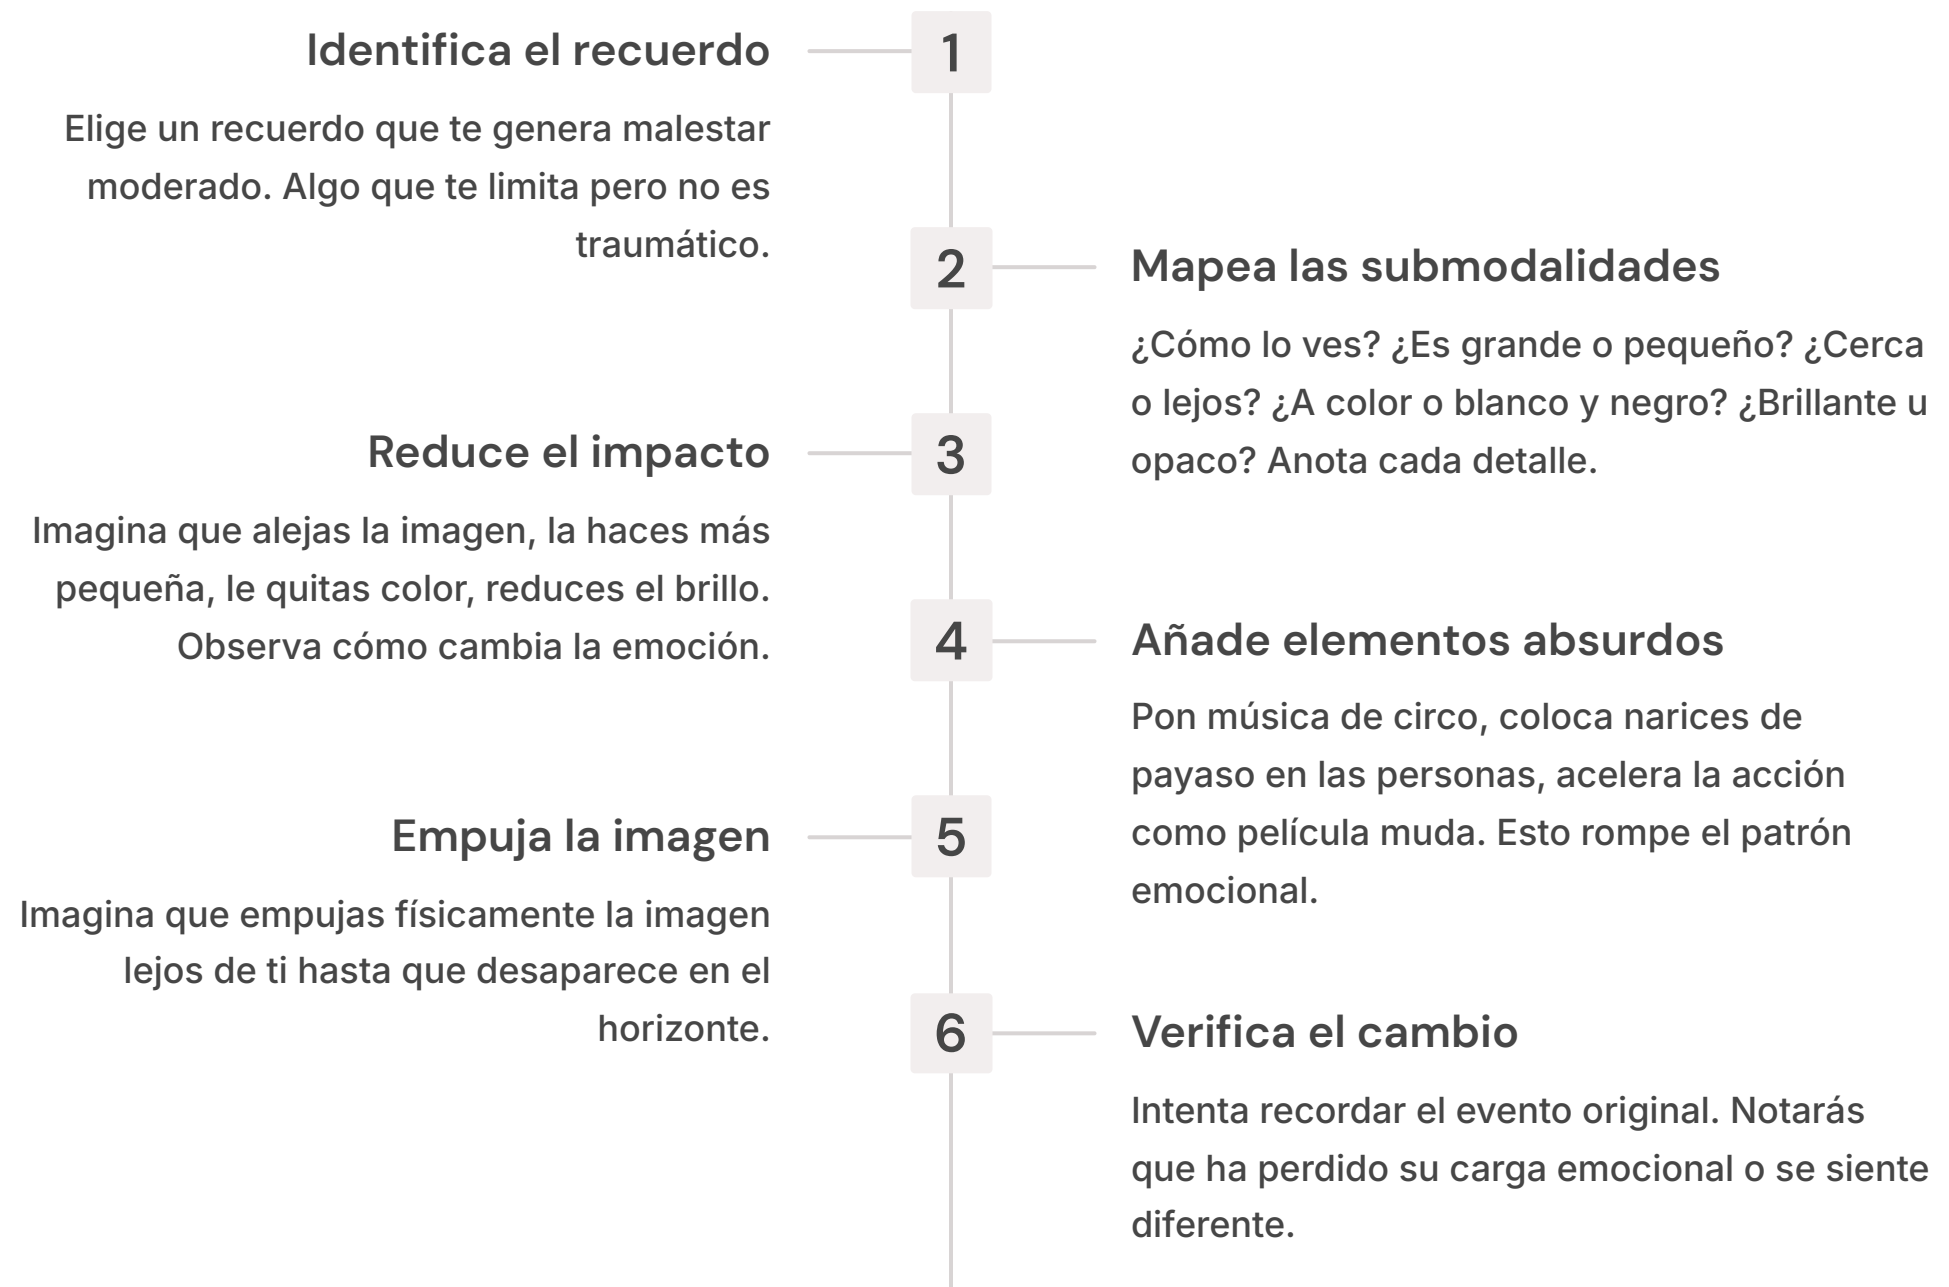 Identifica el recuerdo
1
Elige un recuerdo que te genera malestar
moderado. Algo que te limita pero no es
traumático.
2
Mapea las submodalidades
¿Cómo lo ves? ¿Es grande o pequeño? ¿Cerca
o lejos? ¿A color o blanco y negro? ¿Brillante u
opaco? Anota cada detalle.
Reduce el impacto
3
Imagina que alejas la imagen, la haces más
pequeña, le quitas color, reduces el brillo.
Observa cómo cambia la emoción.
4
Añade elementos absurdos
Pon música de circo, coloca narices de
payaso en las personas, acelera la acción
como película muda. Esto rompe el patrón
emocional.
Empuja la imagen
5
Imagina que empujas físicamente la imagen
lejos de ti hasta que desaparece en el
horizonte.
6
Verifica el cambio
Intenta recordar el evento original. Notarás
que ha perdido su carga emocional o se siente
diferente.